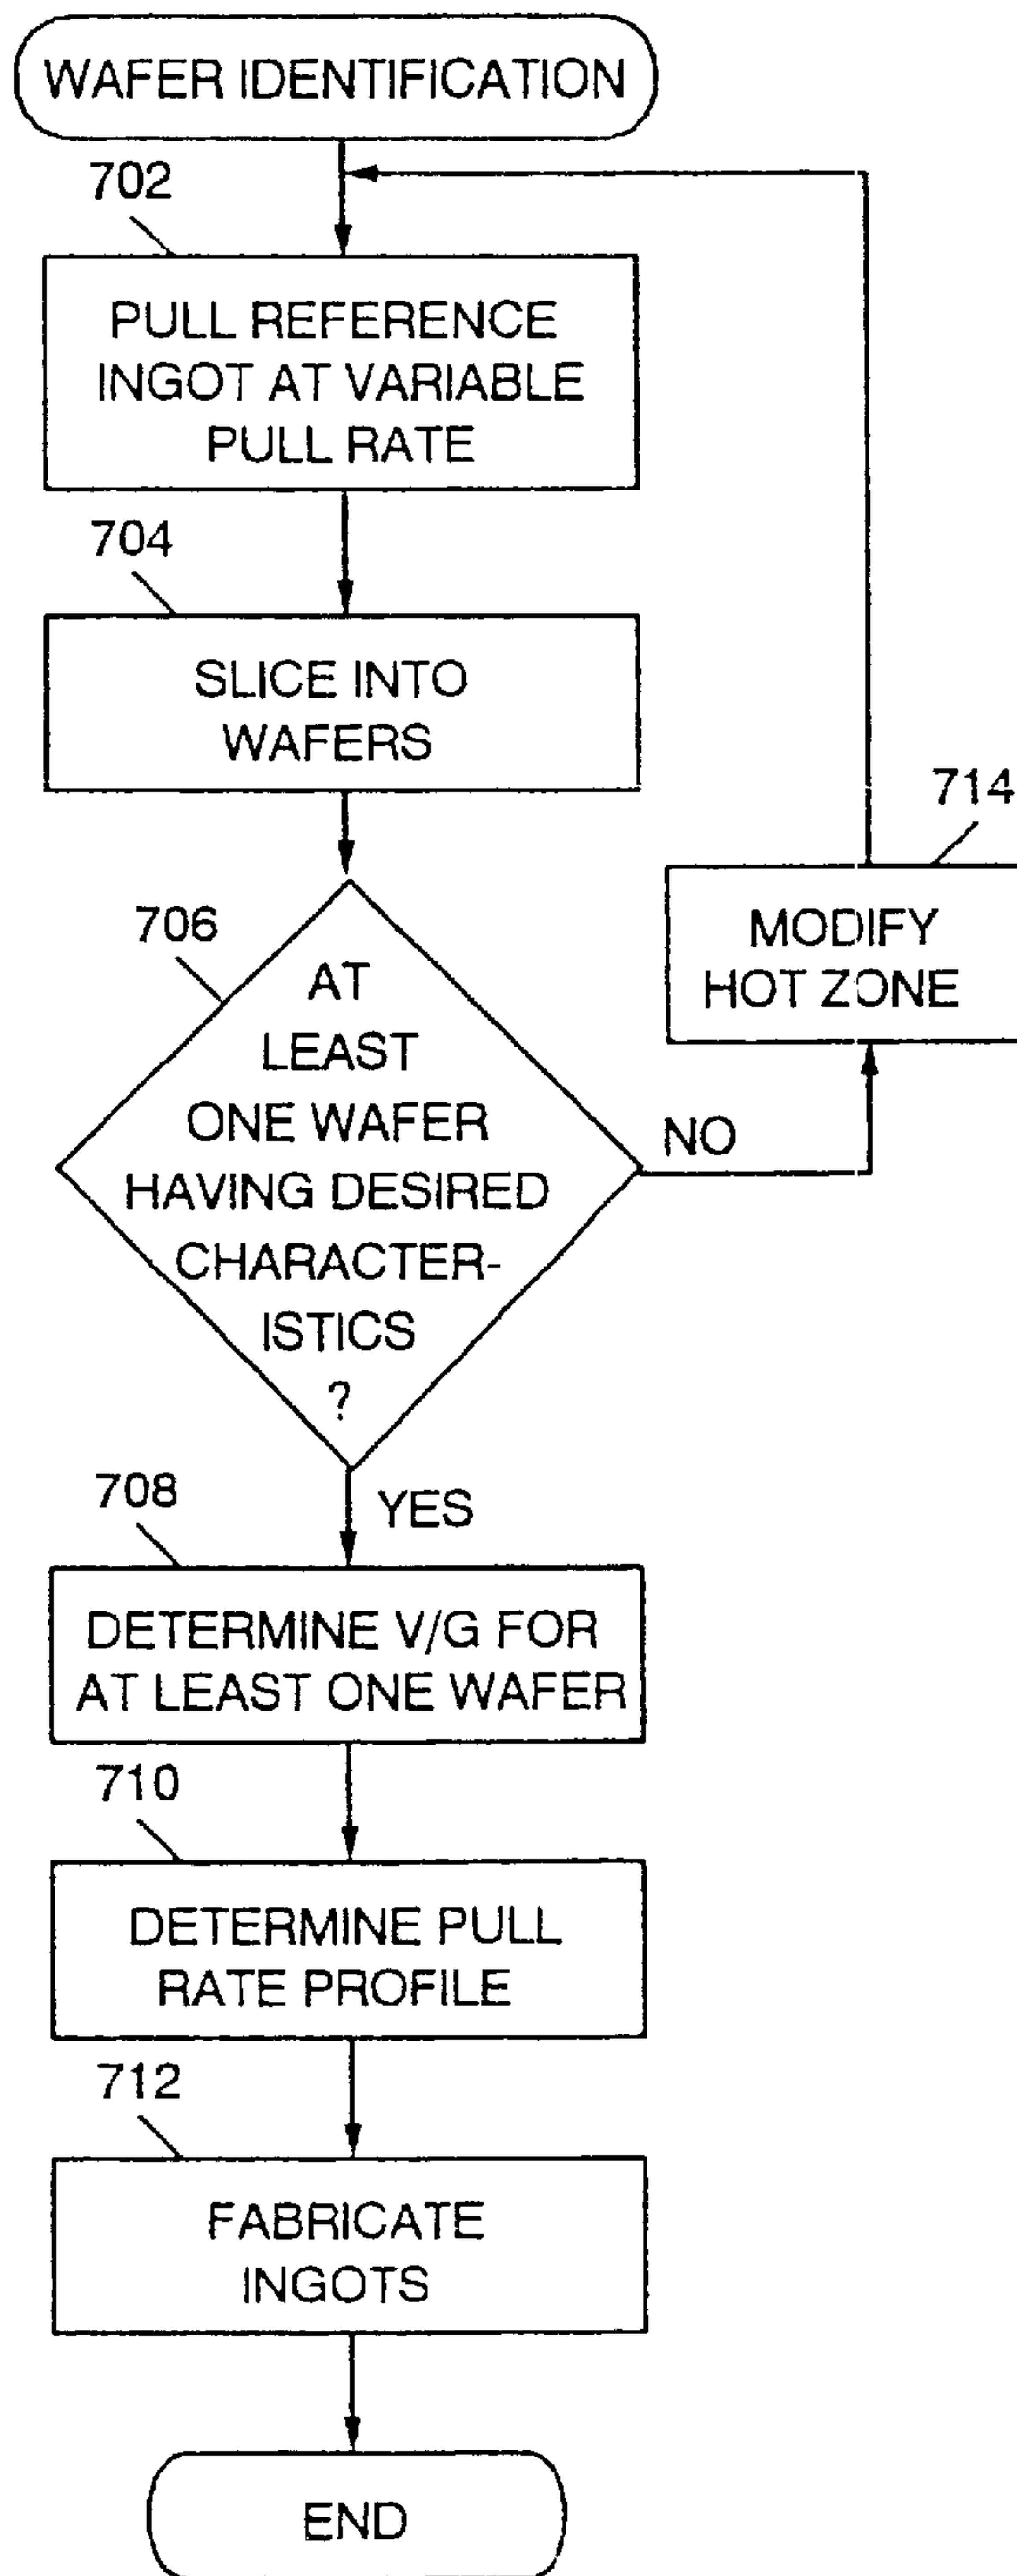 WAFER IDENTIFICATION
702
PULL REFERENCE
INGOT AT VARIABLE
PULL RATE
704
SLICE INTO
WAFERS
714
MODIFY
HOT ZONE
706
AT
LEAST
ONE WAFER
HAVING DESIRED
CHARACTER-
ISTICS
?
NO
YES
708
DETERMINE V/G FOR
AT LEAST ONE WAFER
710
DETERMINE PULL
RATE PROFILE
712
FABRICATE
INGOTS
END